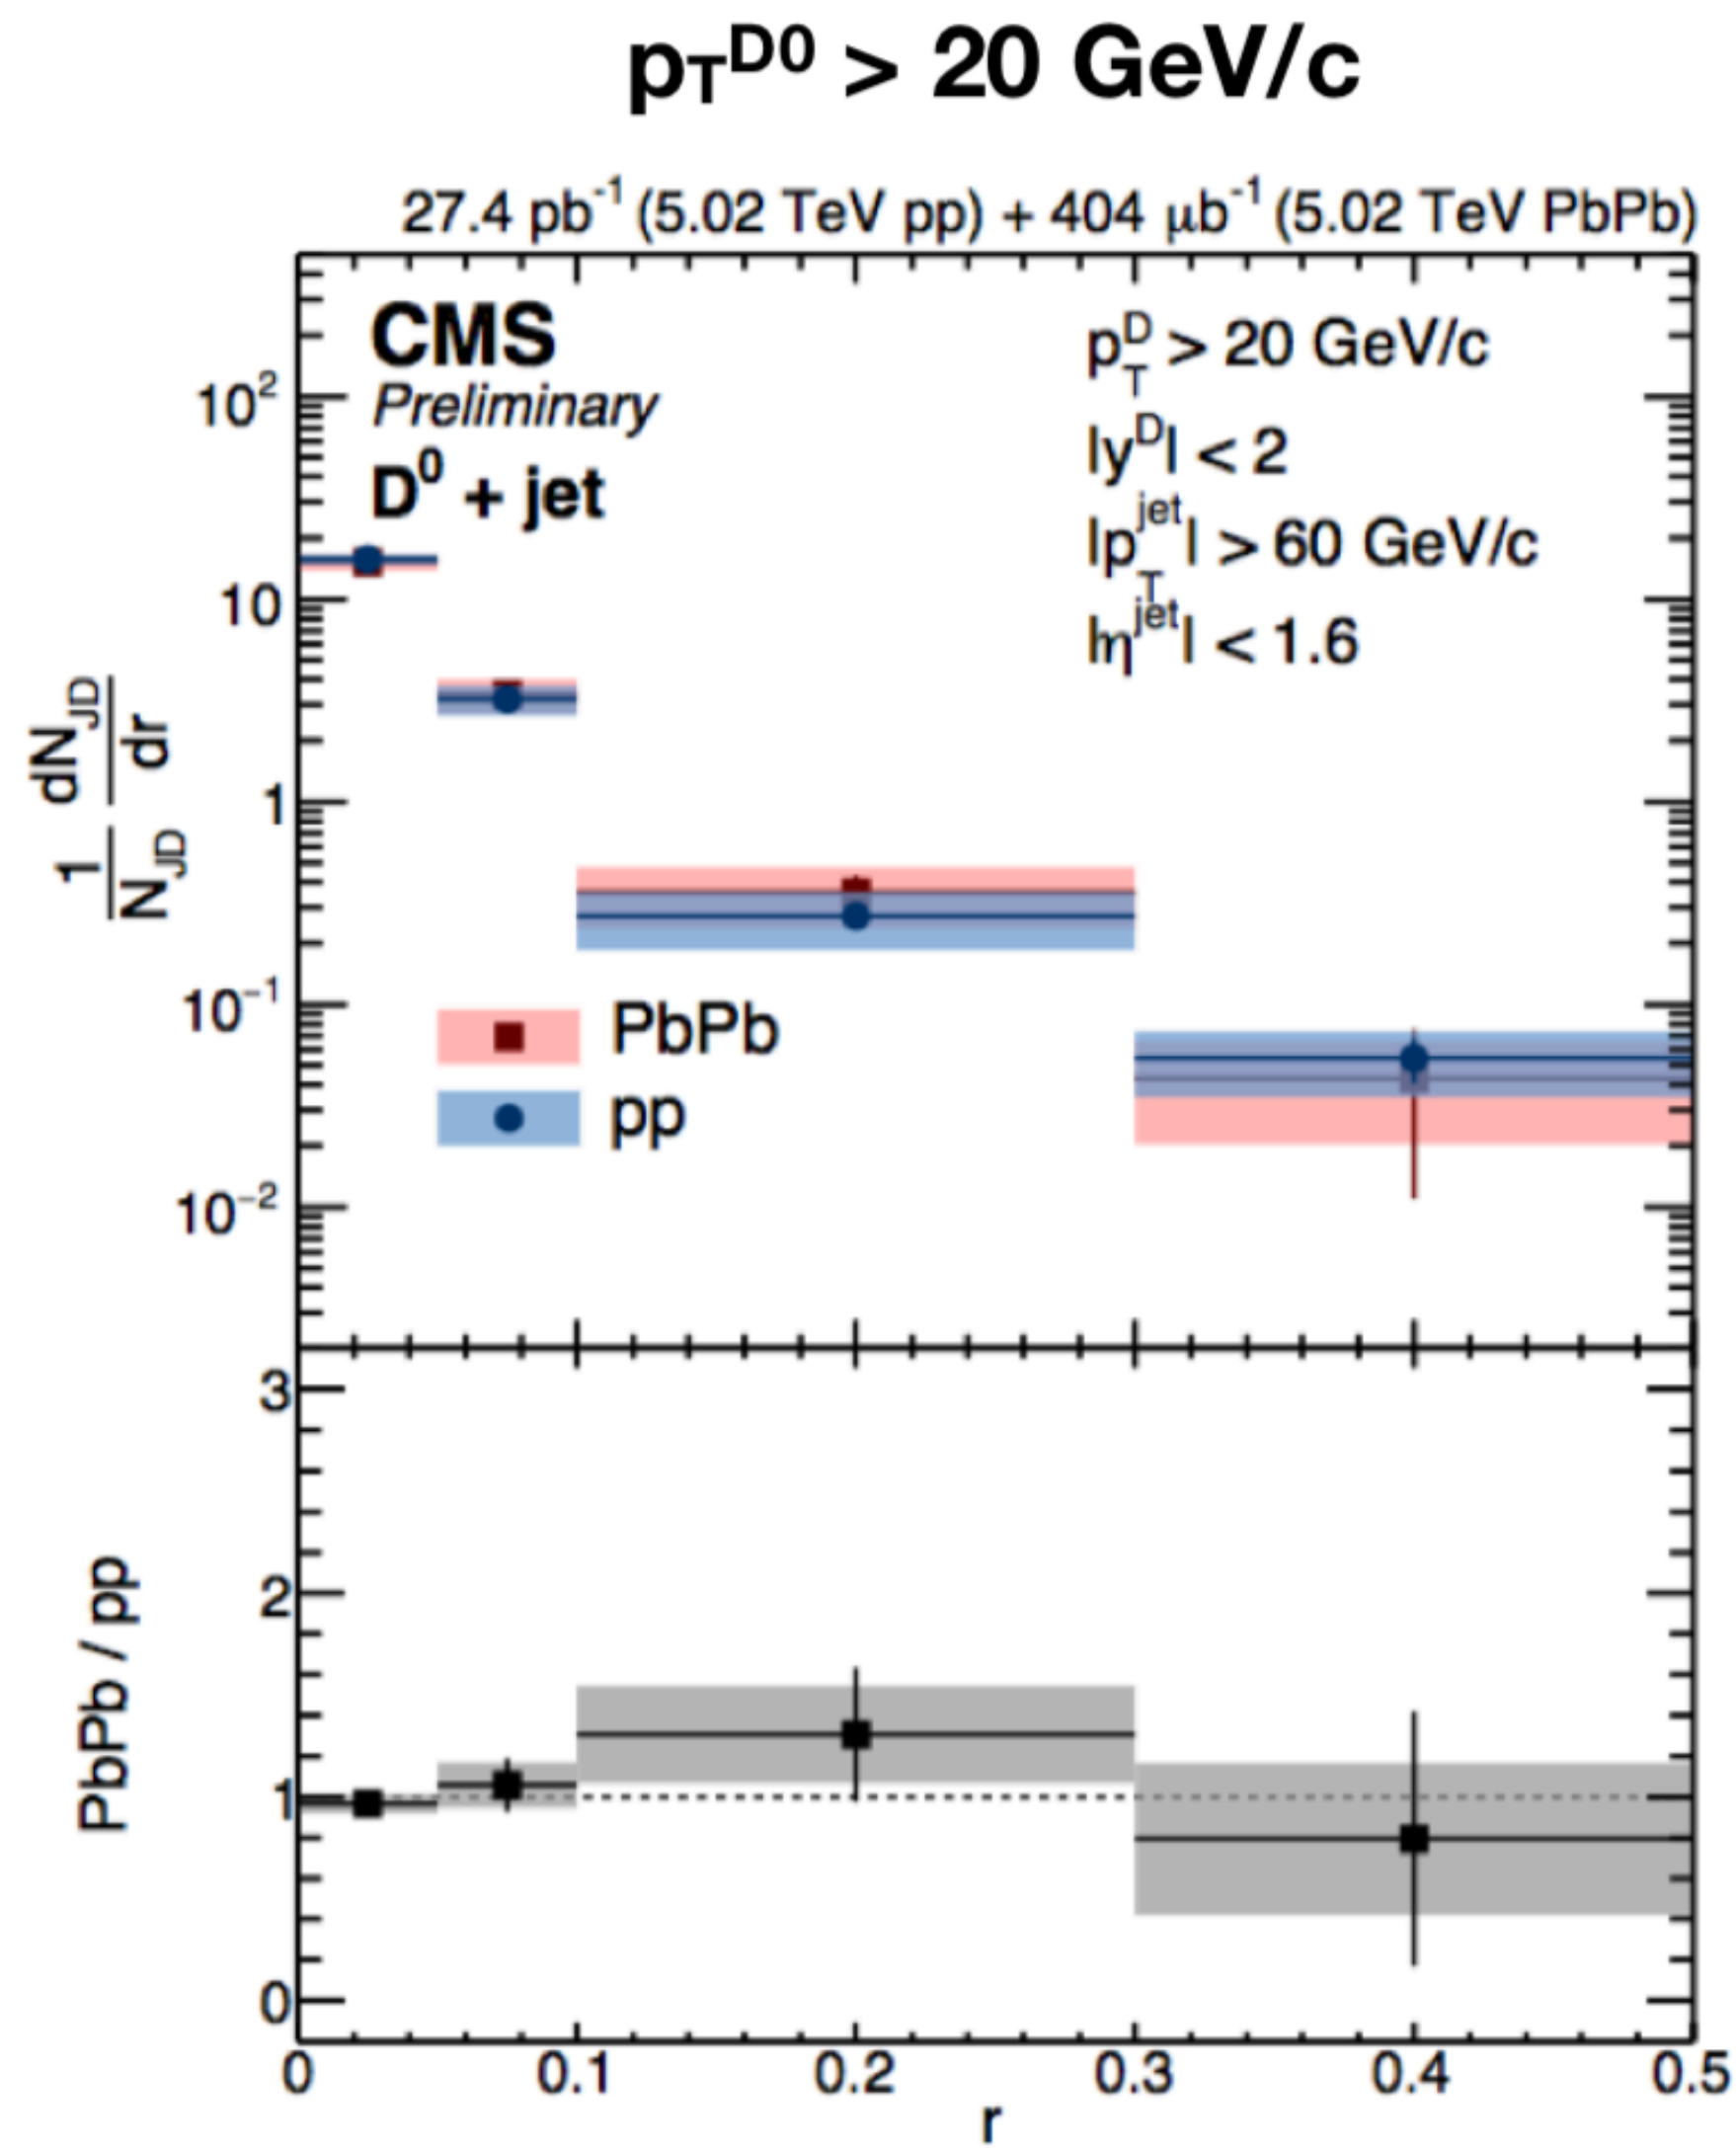 pTD0 > 20 GeV/c
27.4 pb-1 (5.02 TeV pp) + 404 μb-1 (5.02 TeV PbPb)
CMS
Preliminary
D0 + jet
pTD > 20 GeV/c
|yD| < 2
|pTjet| > 60 GeV/c
|ηjet| < 1.6
102
10
1
10−1
10−2
1 dNJD
NJD dr
PbPb
pp
3
2
1
0
PbPb / pp
0 0.1 0.2 0.3 0.4 0.5
r